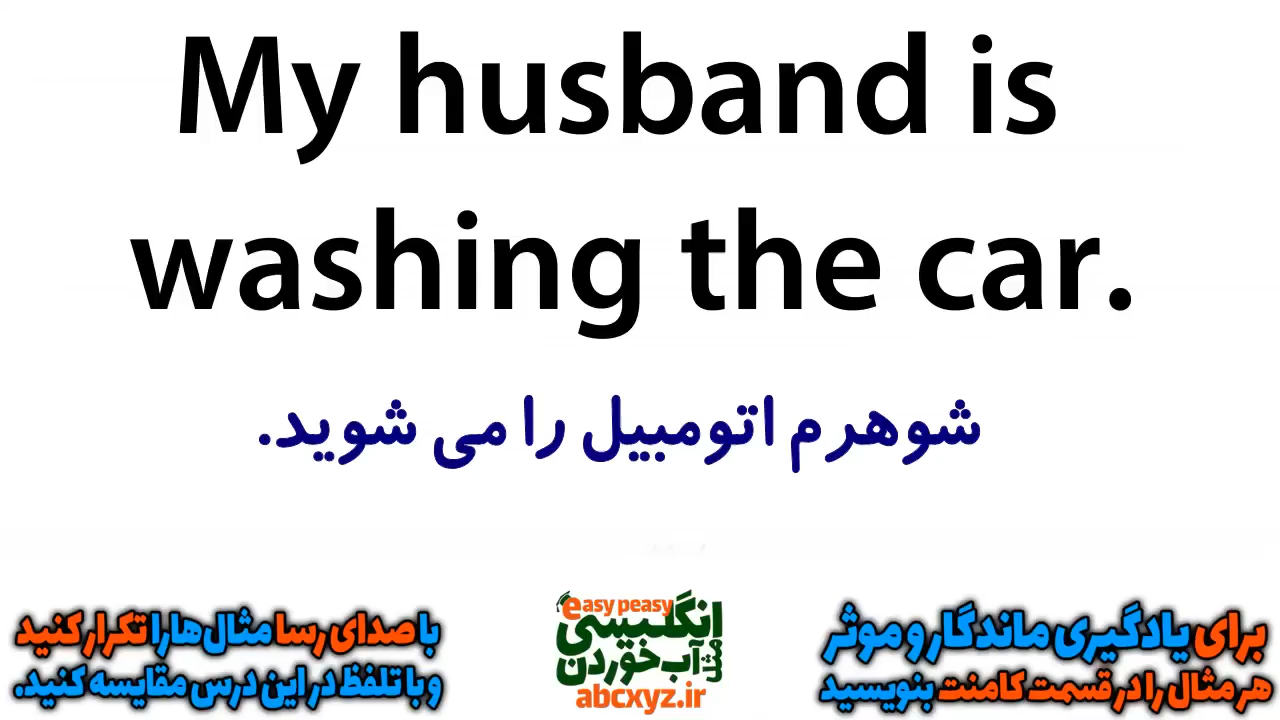 My husband is
washing the car.
شوهرم اتومبیل را می شوید.
برای یادگیری ماندگار و موثر
هر مثال را در قسمت کامنت بنویسید
easy peasy
انگلیسی
مثل
آب خوردن
abcxyz.ir
با صدای رسا مثال‌ها را تکرار کنید
و با تلفظ در این درس مقایسه کنید.